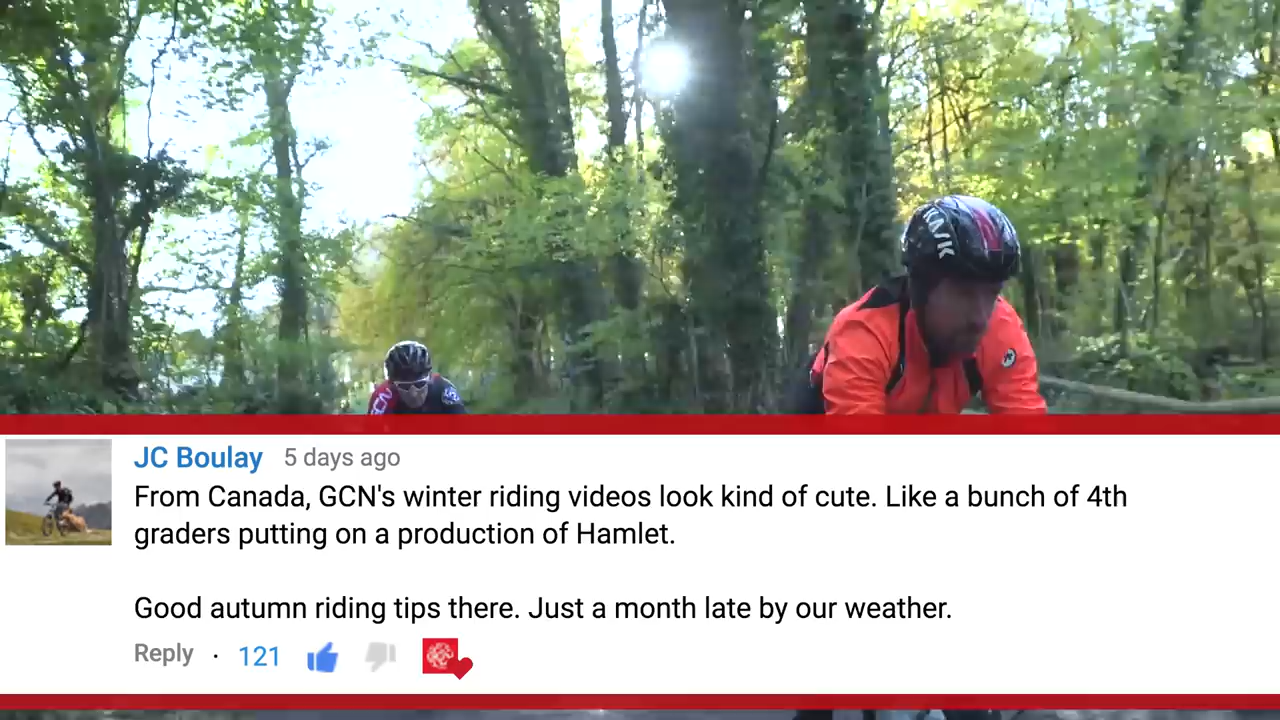 KASK
GCN
JC Boulay 5 days ago
From Canada, GCN's winter riding videos look kind of cute. Like a bunch of 4th
graders putting on a production of Hamlet.
Good autumn riding tips there. Just a month late by our weather.
Reply · 121